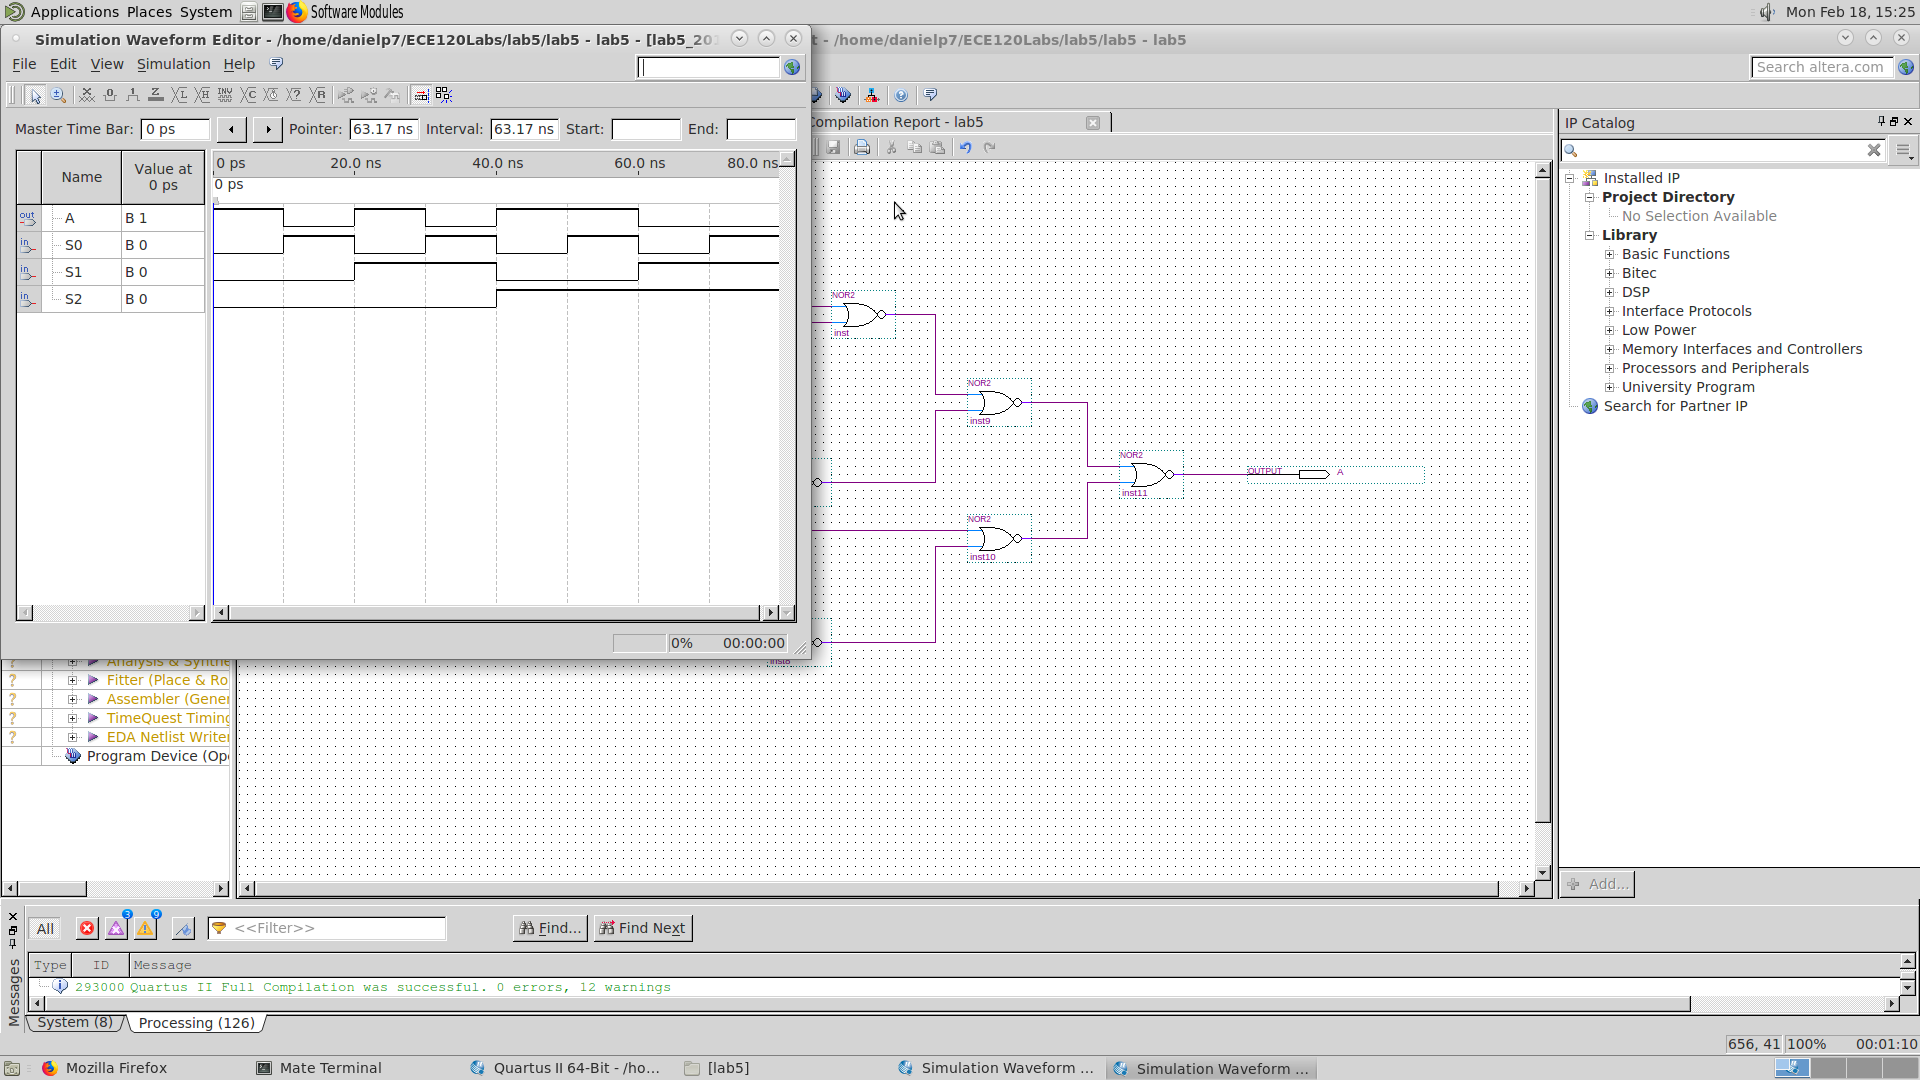 Applications Places System Software Modules Mon Feb 18, 15:25
Simulation Waveform Editor - /home/danielp7/ECE120Labs/lab5/lab5 - lab5 - [lab5_20
- /home/danielp7/ECE120Labs/lab5/lab5 - lab5
File Edit View Simulation Help
Search altera.com
Master Time Bar: 0 ps Pointer: 63.17 ns Interval: 63.17 ns Start: End:
Compilation Report - lab5
IP Catalog
Name
Value at
0 ps
0 ps 20.0 ns 40.0 ns 60.0 ns 80.0 ns
0 ps
out A B 1
in S0 B 0
in S1 B 0
in S2 B 0
Installed IP
Project Directory
No Selection Available
Library
Basic Functions
Bitec
DSP
Interface Protocols
Low Power
Memory Interfaces and Controllers
Processors and Peripherals
University Program
Search for Partner IP
NOR2
inst
NOR2
inst9
NOR2
inst11
OUTPUT A
NOR2
inst10
inst8
0% 00:00:00
Analysis & Synthe
Fitter (Place & Ro
Assembler (Gener
TimeQuest Timing
EDA Netlist Writer
Program Device (Ope
Add...
All 3 9 <<Filter>> Find... Find Next
Type ID Message
293000 Quartus II Full Compilation was successful. 0 errors, 12 warnings
Messages
System (8) Processing (126)
656, 41 100% 00:01:10
Mozilla Firefox Mate Terminal Quartus II 64-Bit - /ho... [lab5] Simulation Waveform ... Simulation Waveform ...